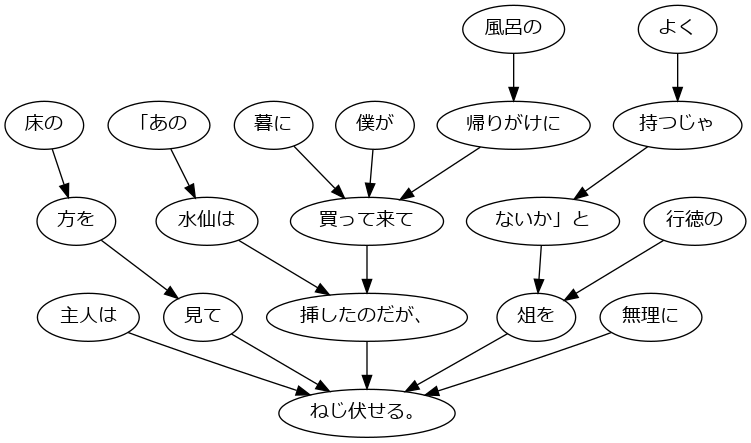 風呂の
よく
床の
「あの
暮に
僕が
帰りがけに
持つじゃ
方を
水仙は
買って来て
ないか」と
行徳の
主人は
見て
挿したのだが、
俎を
無理に
ねじ伏せる。